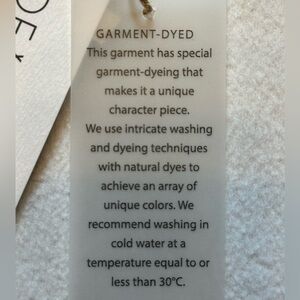 GARMENT-DYED
This garment has special
garment-dyeing that
makes it a unique
character piece.
We use intricate washing
and dyeing techniques
with natural dyes to
achieve an array of
unique colors. We
recommend washing in
cold water at a
temperature equal to or
less than 30°C.